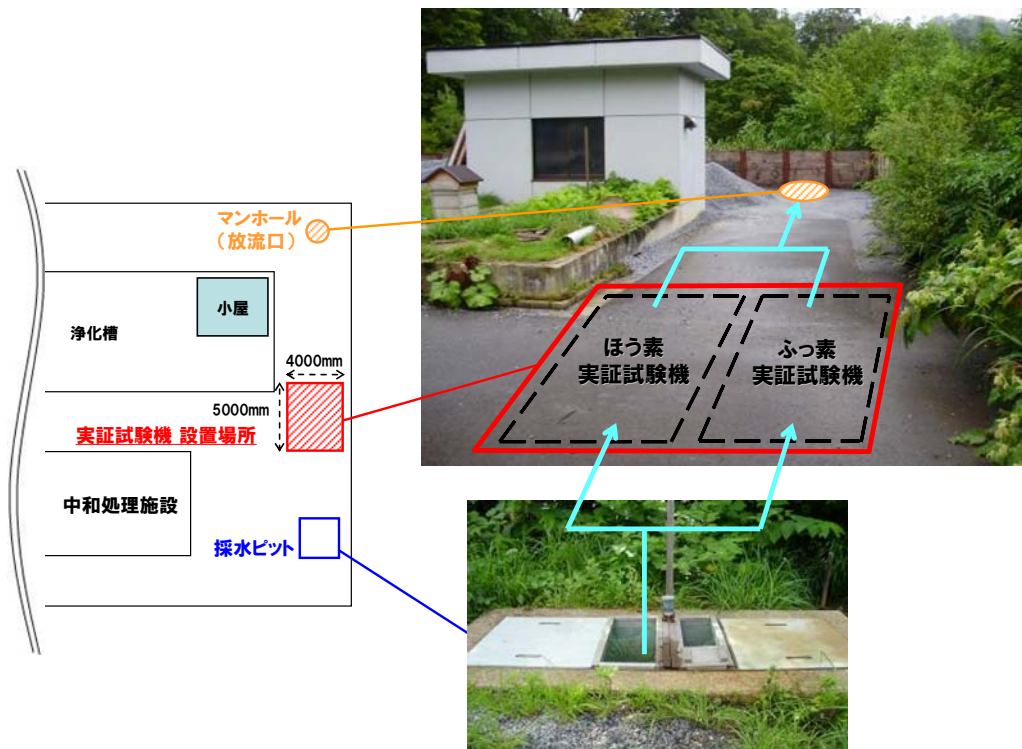 マンホール
(放流口)
小屋
浄化槽
4000mm
5000mm
実証試験機 設置場所
中和処理施設
採水ピット
ほう素
実証試験機
ふっ素
実証試験機